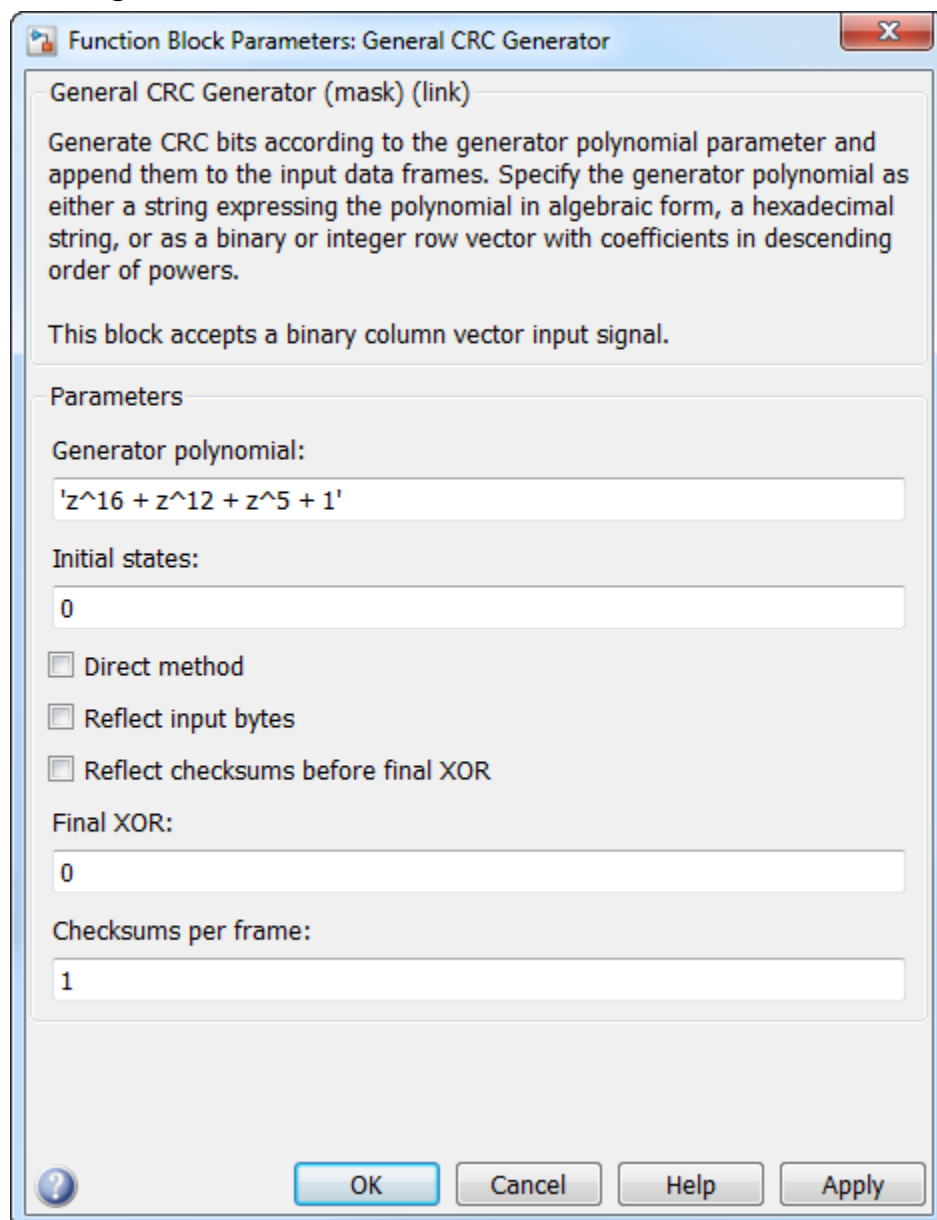 Function Block Parameters: General CRC Generator
General CRC Generator (mask) (link)
Generate CRC bits according to the generator polynomial parameter and
append them to the input data frames. Specify the generator polynomial as
either a string expressing the polynomial in algebraic form, a hexadecimal
string, or as a binary or integer row vector with coefficients in descending
order of powers.
This block accepts a binary column vector input signal.
Parameters
Generator polynomial:
'z^16 + z^12 + z^5 + 1'
Initial states:
0
Direct method
Reflect input bytes
Reflect checksums before final XOR
Final XOR:
0
Checksums per frame:
1
OK Cancel Help Apply